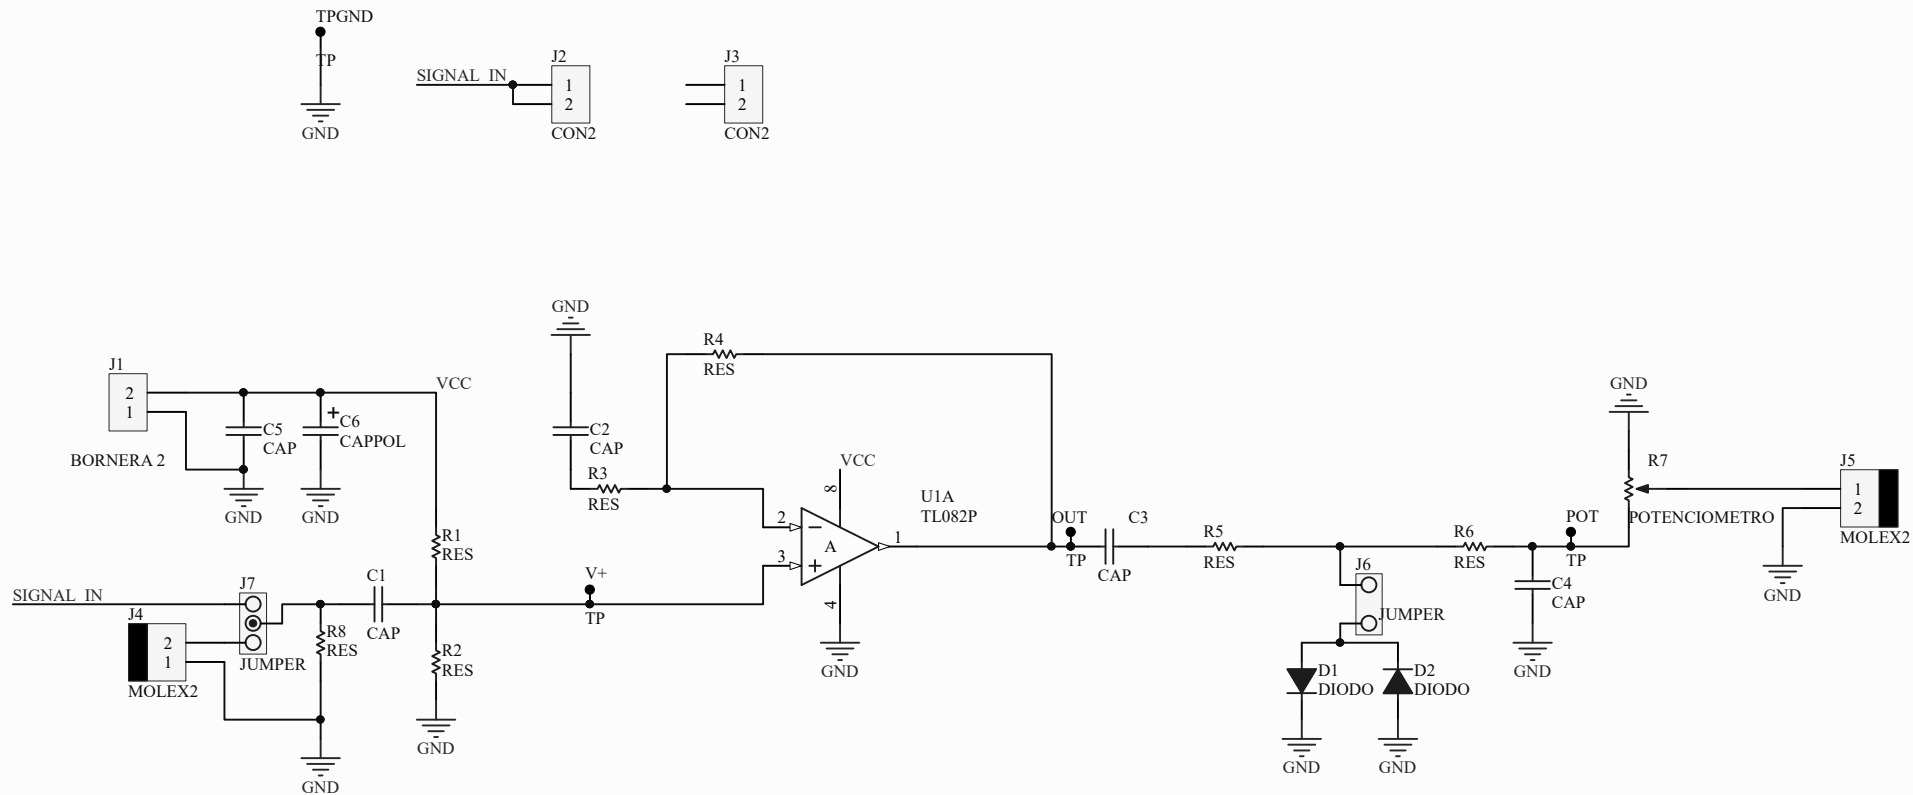 TPGND
TP
GND
SIGNAL_IN
J2
1
2
CON2
J3
1
2
CON2
GND
R4
RES
J1
2
1
BORNERA 2
VCC
C5
CAP
+
C6
CAPPOL
GND
GND
C2
CAP
R3
RES
R1
RES
VCC
8
U1A
TL082P
2
3
A
1
4
GND
OUT
TP
C3
CAP
R5
RES
R6
RES
POT
TP
GND
R7
POTENCIOMETRO
J5
1
2
MOLEX2
GND
J6
JUMPER
C4
CAP
GND
D1
DIODO
D2
DIODO
GND
GND
SIGNAL_IN
J7
J4
2
1
MOLEX2
JUMPER
R8
RES
C1
CAP
V+
TP
R2
RES
GND
GND